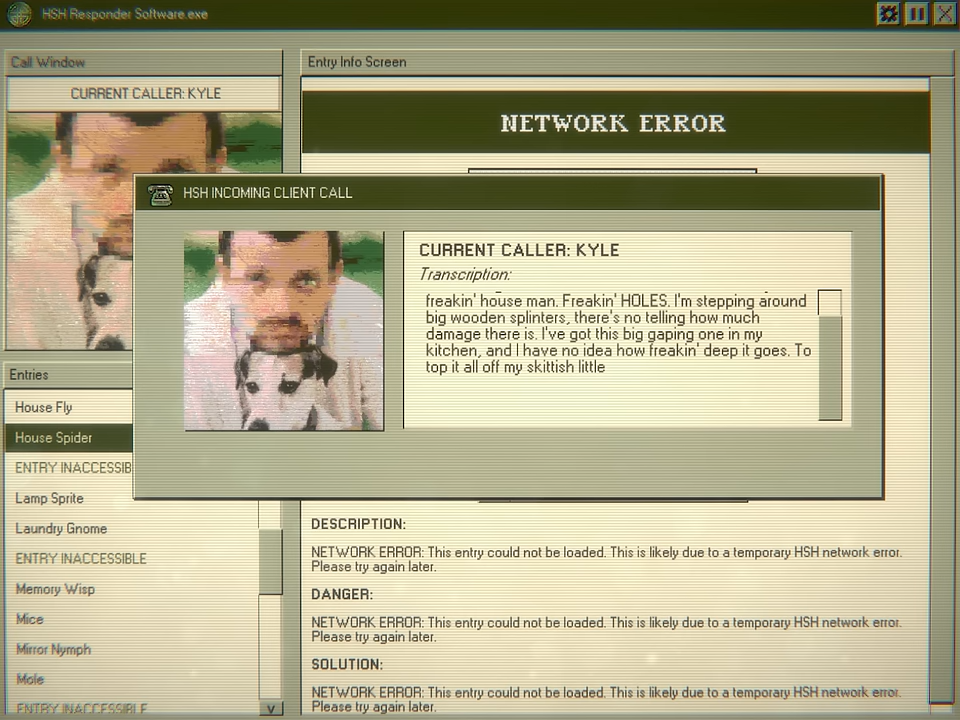 HSH Responder Software.exe
Call Window
CURRENT CALLER: KYLE
Entry Info Screen
NETWORK ERROR
HSH INCOMING CLIENT CALL
CURRENT CALLER: KYLE
Transcription:
freakin' house man. Freakin' HOLES. I'm stepping around
big wooden splinters, there's no telling how much
damage there is. I've got this big gaping one in my
kitchen, and I have no idea how freakin' deep it goes. To
top it all off my skittish little
Entries
House Fly
House Spider
ENTRY INACCESSIB
Lamp Sprite
Laundry Gnome
ENTRY INACCESSIBLE
Memory Wisp
Mice
Mirror Nymph
Mole
ENTRY INACCESSIBLE
DESCRIPTION:
NETWORK ERROR: This entry could not be loaded. This is likely due to a temporary HSH network error.
Please try again later.
DANGER:
NETWORK ERROR: This entry could not be loaded. This is likely due to a temporary HSH network error.
Please try again later.
SOLUTION:
NETWORK ERROR: This entry could not be loaded. This is likely due to a temporary HSH network error.
Please try again later.